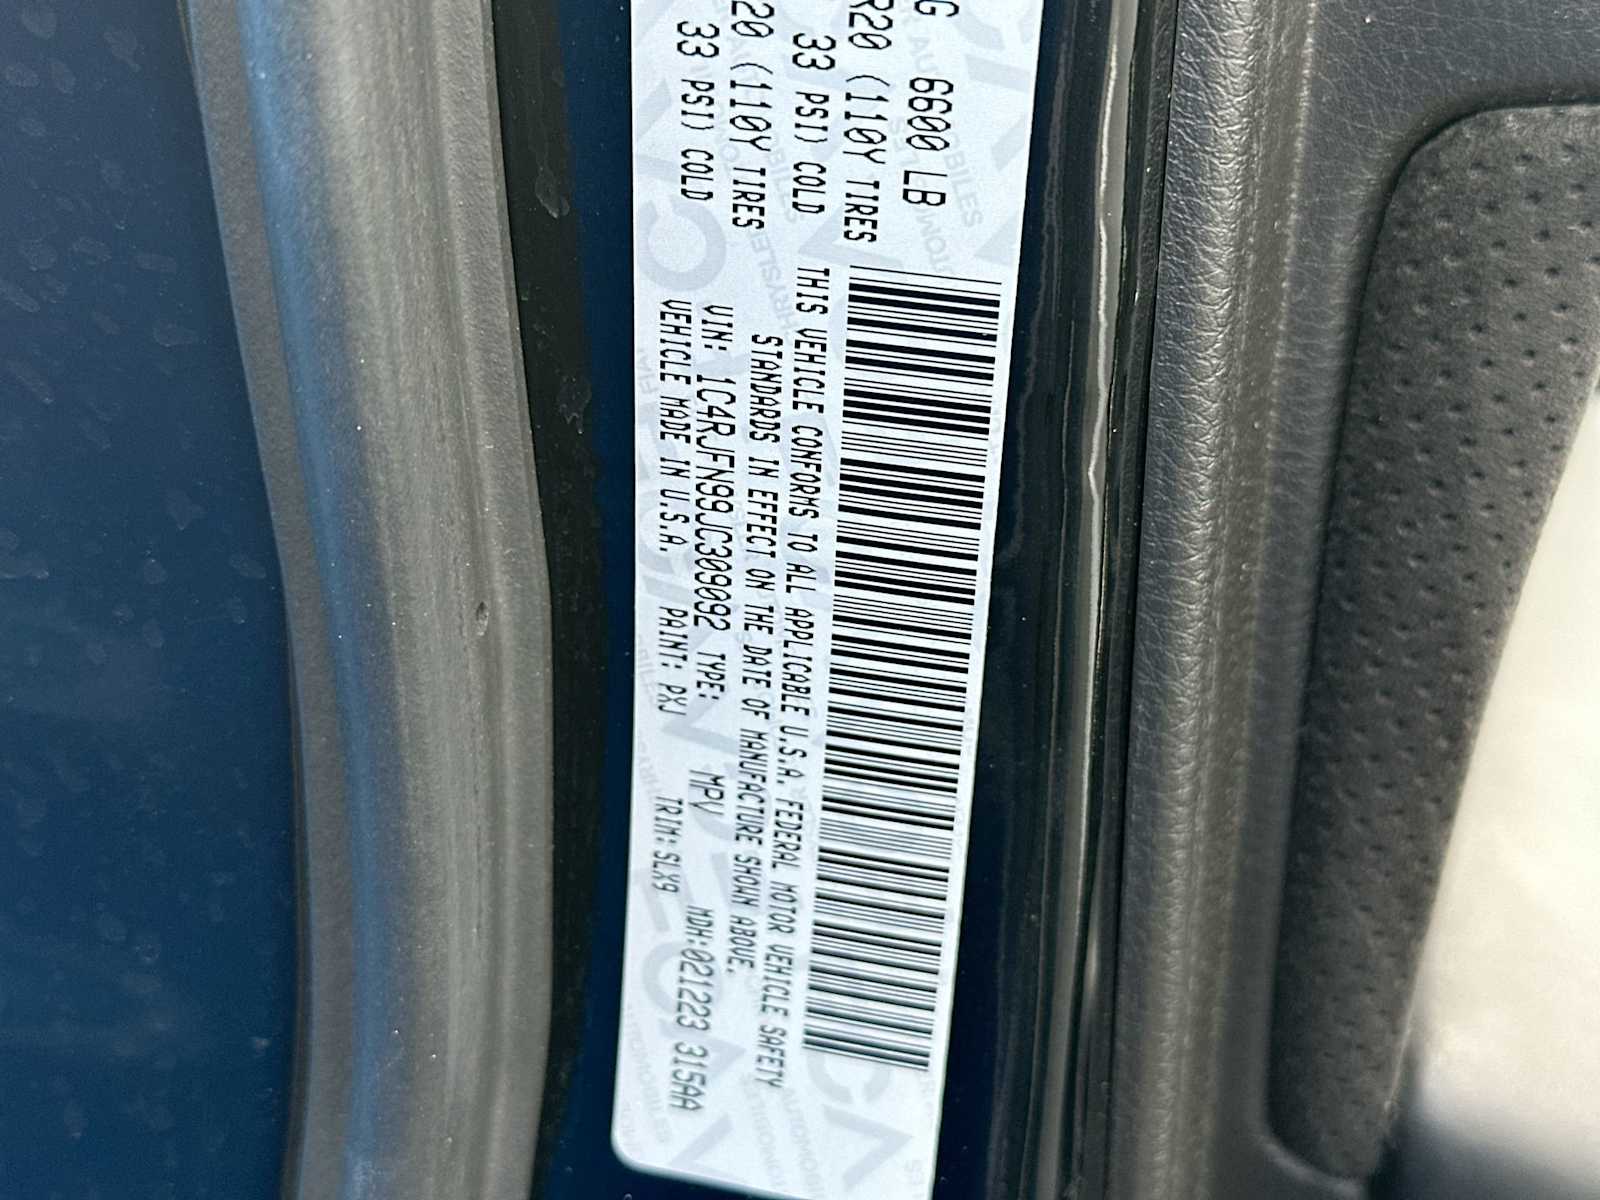 G 6600 LB
R20 (110Y TIRES
33 PSI) COLD
20 (110Y TIRES
33 PSI) COLD
THIS VEHICLE CONFORMS TO ALL APPLICABLE U.S.A. FEDERAL MOTOR VEHICLE SAFETY
STANDARDS IN EFFECT ON THE DATE OF MANUFACTURE SHOWN ABOVE.
VIN: 1C4RJFN99JC309092 TYPE: MPV MDH:021223 315AA
VEHICLE MADE IN U.S.A. PAINT: PXJ TRIM:SLX9